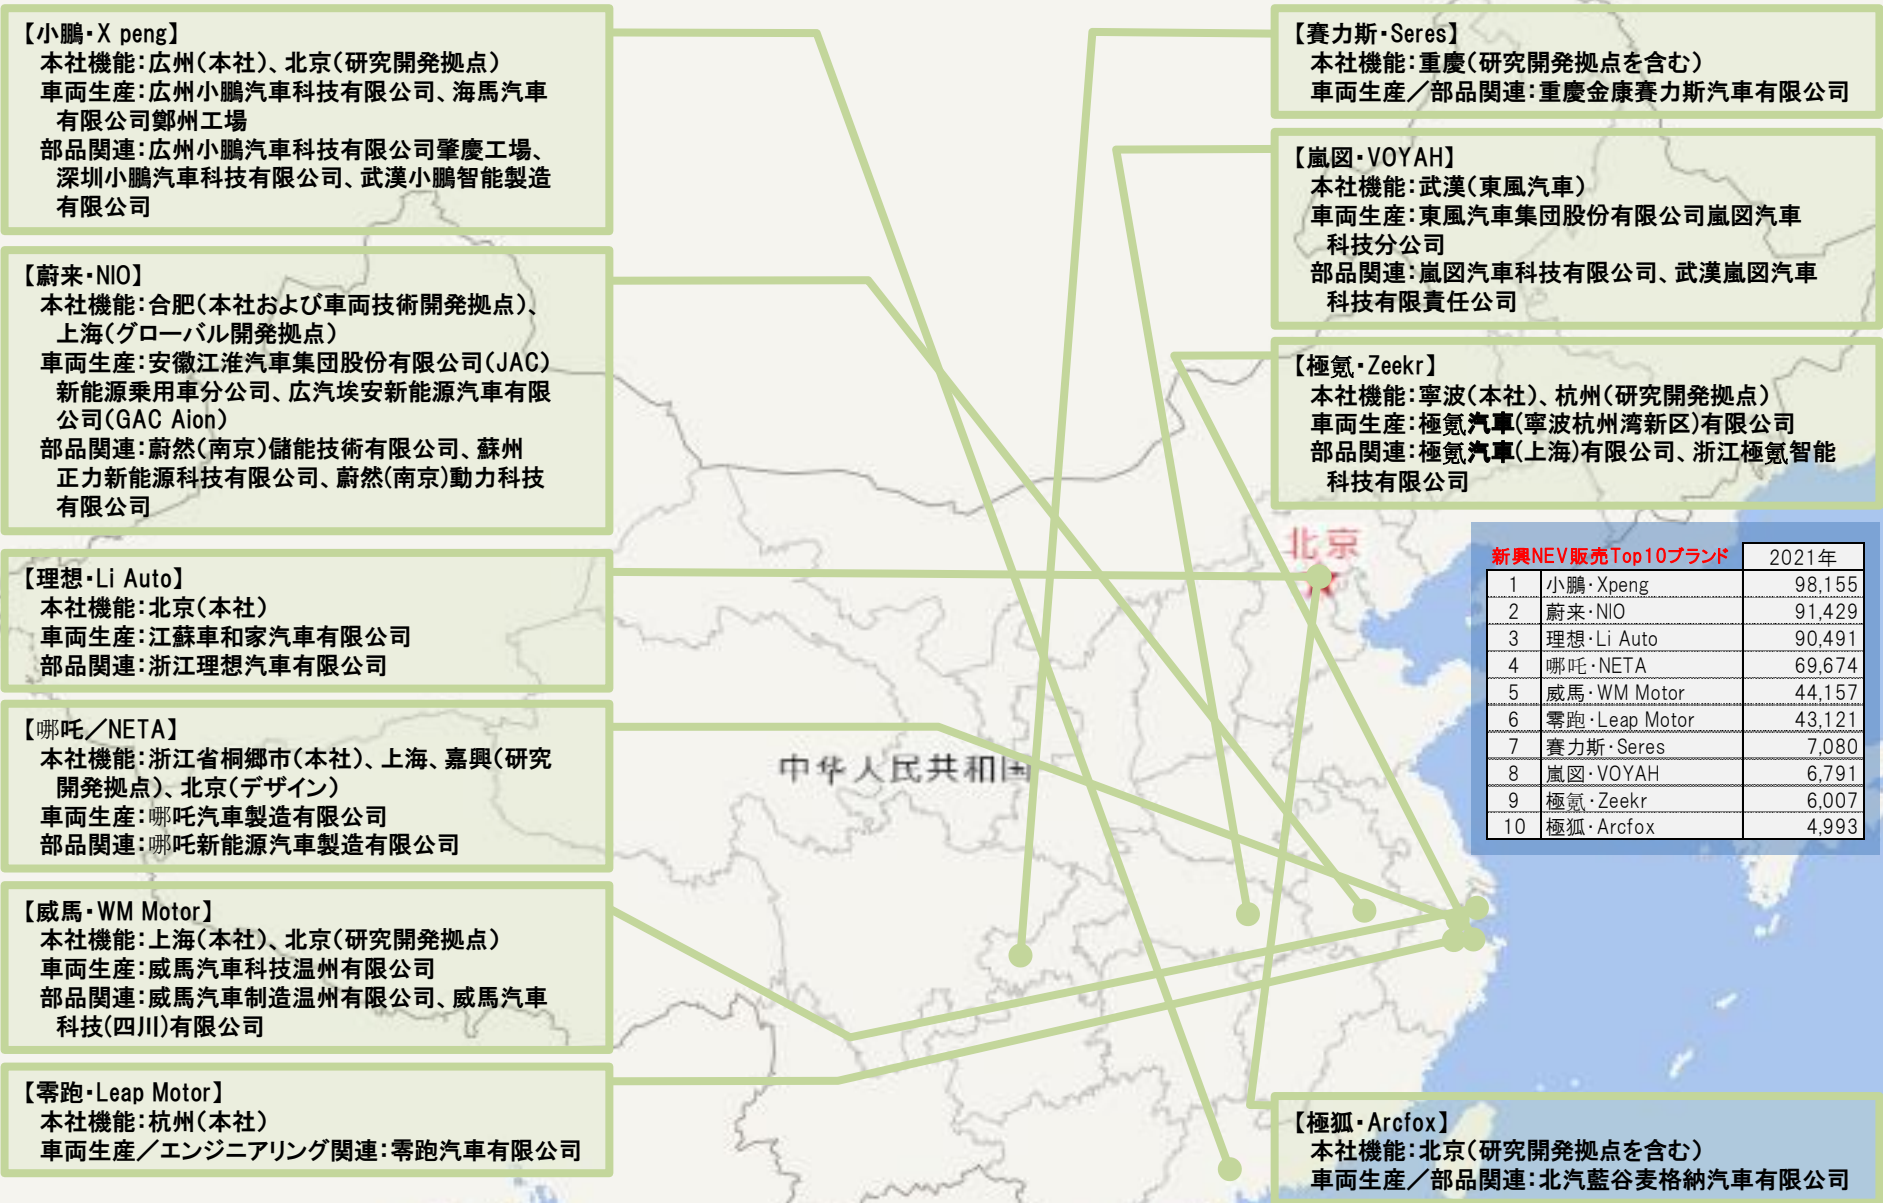 【小鵬・X peng】
本社機能：広州（本社）、北京（研究開発拠点）
車両生産：広州小鵬汽車科技有限公司、海馬汽車
有限公司鄭州工場
部品関連：広州小鵬汽車科技有限公司肇慶工場、
深圳小鵬汽車科技有限公司、武漢小鵬智能製造
有限公司
【蔚来・NIO】
本社機能：合肥（本社および車両技術開発拠点）、
上海（グローバル開発拠点）
車両生産：安徽江淮汽車集団股份有限公司（JAC）
新能源乗用車分公司、広汽埃安新能源汽車有限
公司（GAC Aion）
部品関連：蔚然（南京）儲能技術有限公司、蘇州
正力新能源科技有限公司、蔚然(南京)動力科技
有限公司
【理想・Li Auto】
本社機能：北京（本社）
車両生産：江蘇車和家汽車有限公司
部品関連：浙江理想汽車有限公司
【哪吒／NETA】
本社機能：浙江省桐郷市（本社）、上海、嘉興（研究
開発拠点）、北京（デザイン）
車両生産：哪吒汽車製造有限公司
部品関連：哪吒新能源汽車製造有限公司
【威馬・WM Motor】
本社機能：上海（本社）、北京（研究開発拠点）
車両生産：威馬汽車科技温州有限公司
部品関連：威馬汽車制造温州有限公司、威馬汽車
科技(四川)有限公司
【零跑・Leap Motor】
本社機能：杭州（本社）
車両生産／エンジニアリング関連：零跑汽車有限公司
北京
中华人民共和国
【賽力斯・Seres】
本社機能：重慶（研究開発拠点を含む）
車両生産／部品関連：重慶金康賽力斯汽車有限公司
【嵐図・VOYAH】
本社機能：武漢（東風汽車）
車両生産：東風汽車集団股份有限公司嵐図汽車
科技分公司
部品関連：嵐図汽車科技有限公司、武漢嵐図汽車
科技有限責任公司
【極氪・Zeekr】
本社機能：寧波（本社）、杭州（研究開発拠点）
車両生産：極氪汽車(寧波杭州湾新区)有限公司
部品関連：極氪汽車(上海)有限公司、浙江極氪智能
科技有限公司
新興NEV販売Top10ブランド 2021年
1 小鵬・Xpeng 98,155
2 蔚来・NIO 91,429
3 理想・Li Auto 90,491
4 哪吒・NETA 69,674
5 威馬・WM Motor 44,157
6 零跑・Leap Motor 43,121
7 賽力斯・Seres 7,080
8 嵐図・VOYAH 6,791
9 極氪・Zeekr 6,007
10 極狐・Arcfox 4,993
【極狐・Arcfox】
本社機能：北京（研究開発拠点を含む）
車両生産／部品関連：北汽藍谷麦格納汽車有限公司